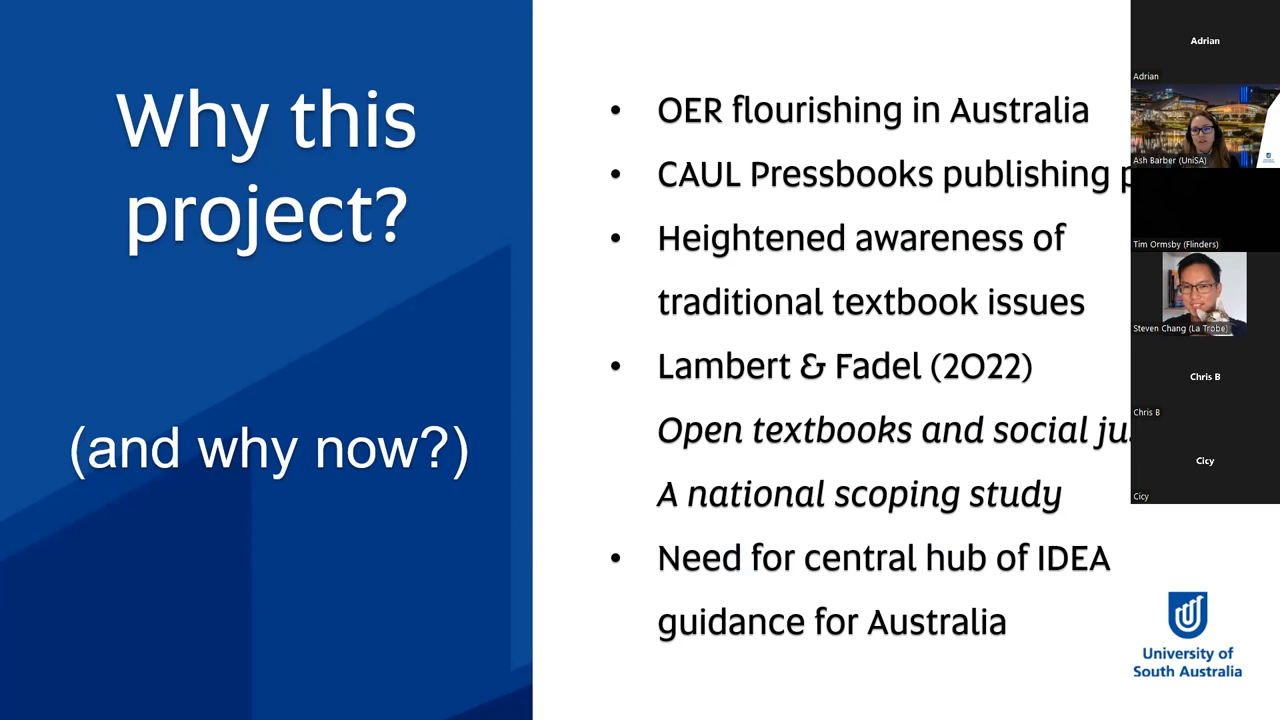 Why this
project?
(and why now?)
• OER flourishing in Australia
• CAUL Pressbooks publishing
• Heightened awareness of
traditional textbook issues
• Lambert & Fadel (2022)
Open textbooks and social
A national scoping study
• Need for central hub of IDEA
guidance for Australia
Adrian
Adrian
Ash Barber (UniSA)
Tim Ormsby (Flinders)
Steven Chang (La Trobe)
Chris B
Chris B
Cicy
Cicy
University of
South Australia